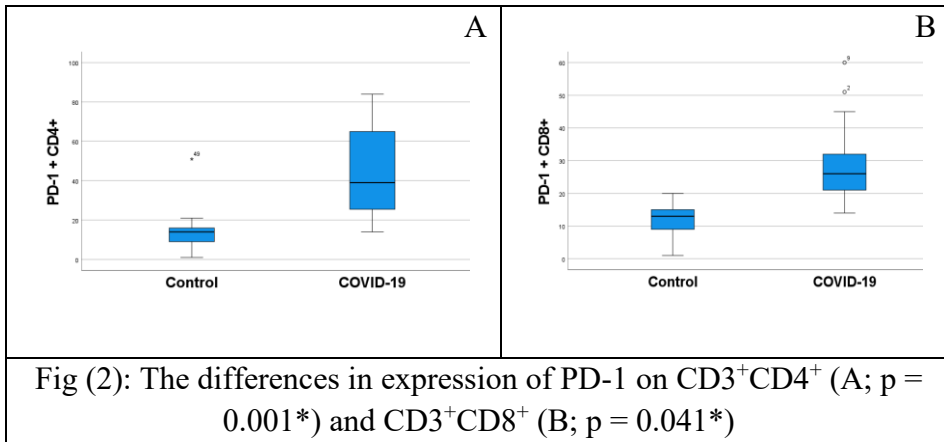 A
100
80
60
40
20
0
PD-1 + CD4+
*49
Control
COVID-19
B
60
50
40
30
20
10
0
PD-1 + CD8+
o9
o2
Control
COVID-19
Fig (2): The differences in expression of PD-1 on CD3⁺CD4⁺ (A; p =
0.001*) and CD3⁺CD8⁺ (B; p = 0.041*)